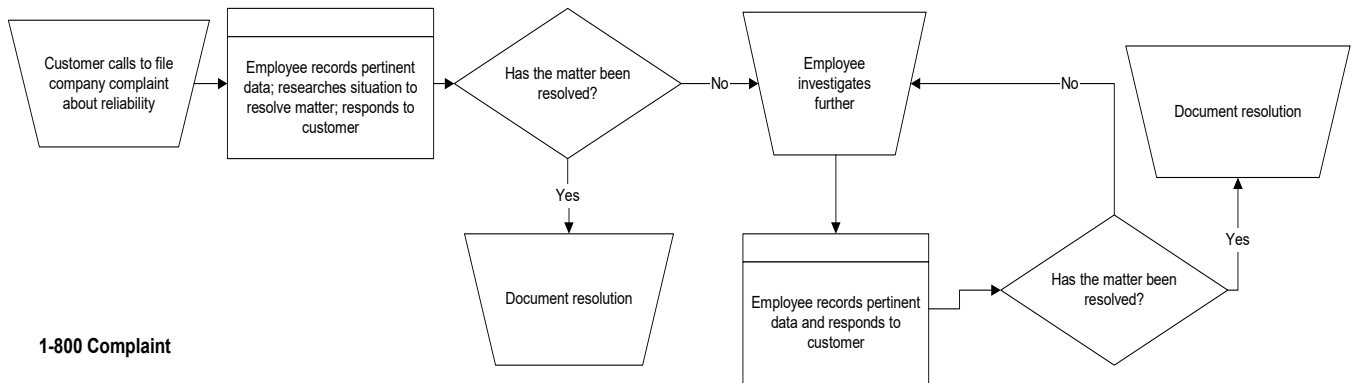 Customer calls to file
company complaint
about reliability
Employee records pertinent
data; researches situation to
resolve matter; responds to
customer
Has the matter been
resolved?
No
Employee
investigates
further
No
Document resolution
Yes
Document resolution
Employee records pertinent
data and responds to
customer
Has the matter been
resolved?
Yes
1-800 Complaint